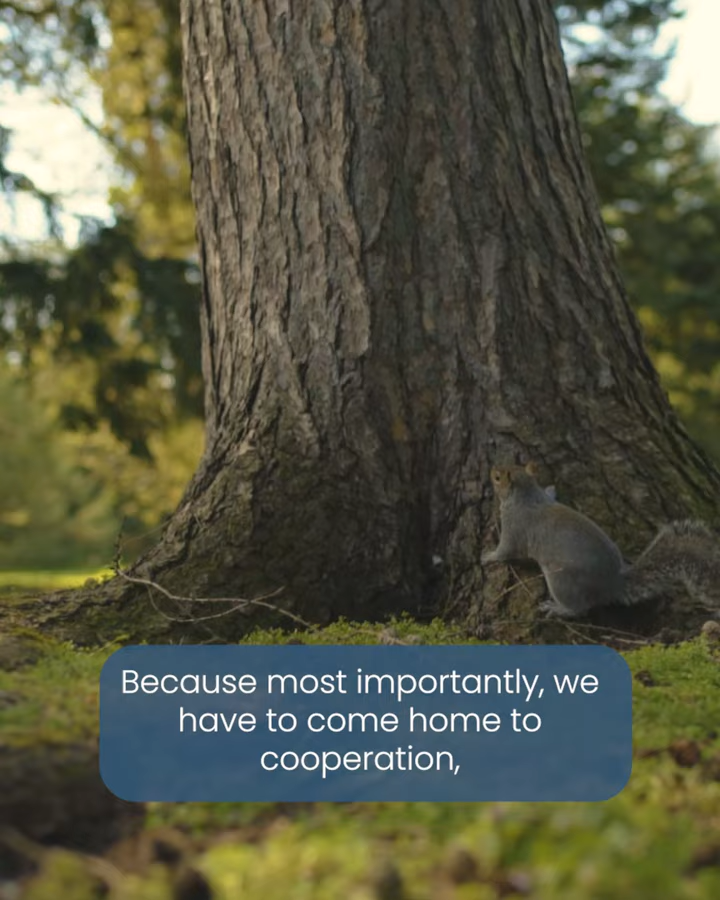 Because most importantly, we
have to come home to
cooperation,